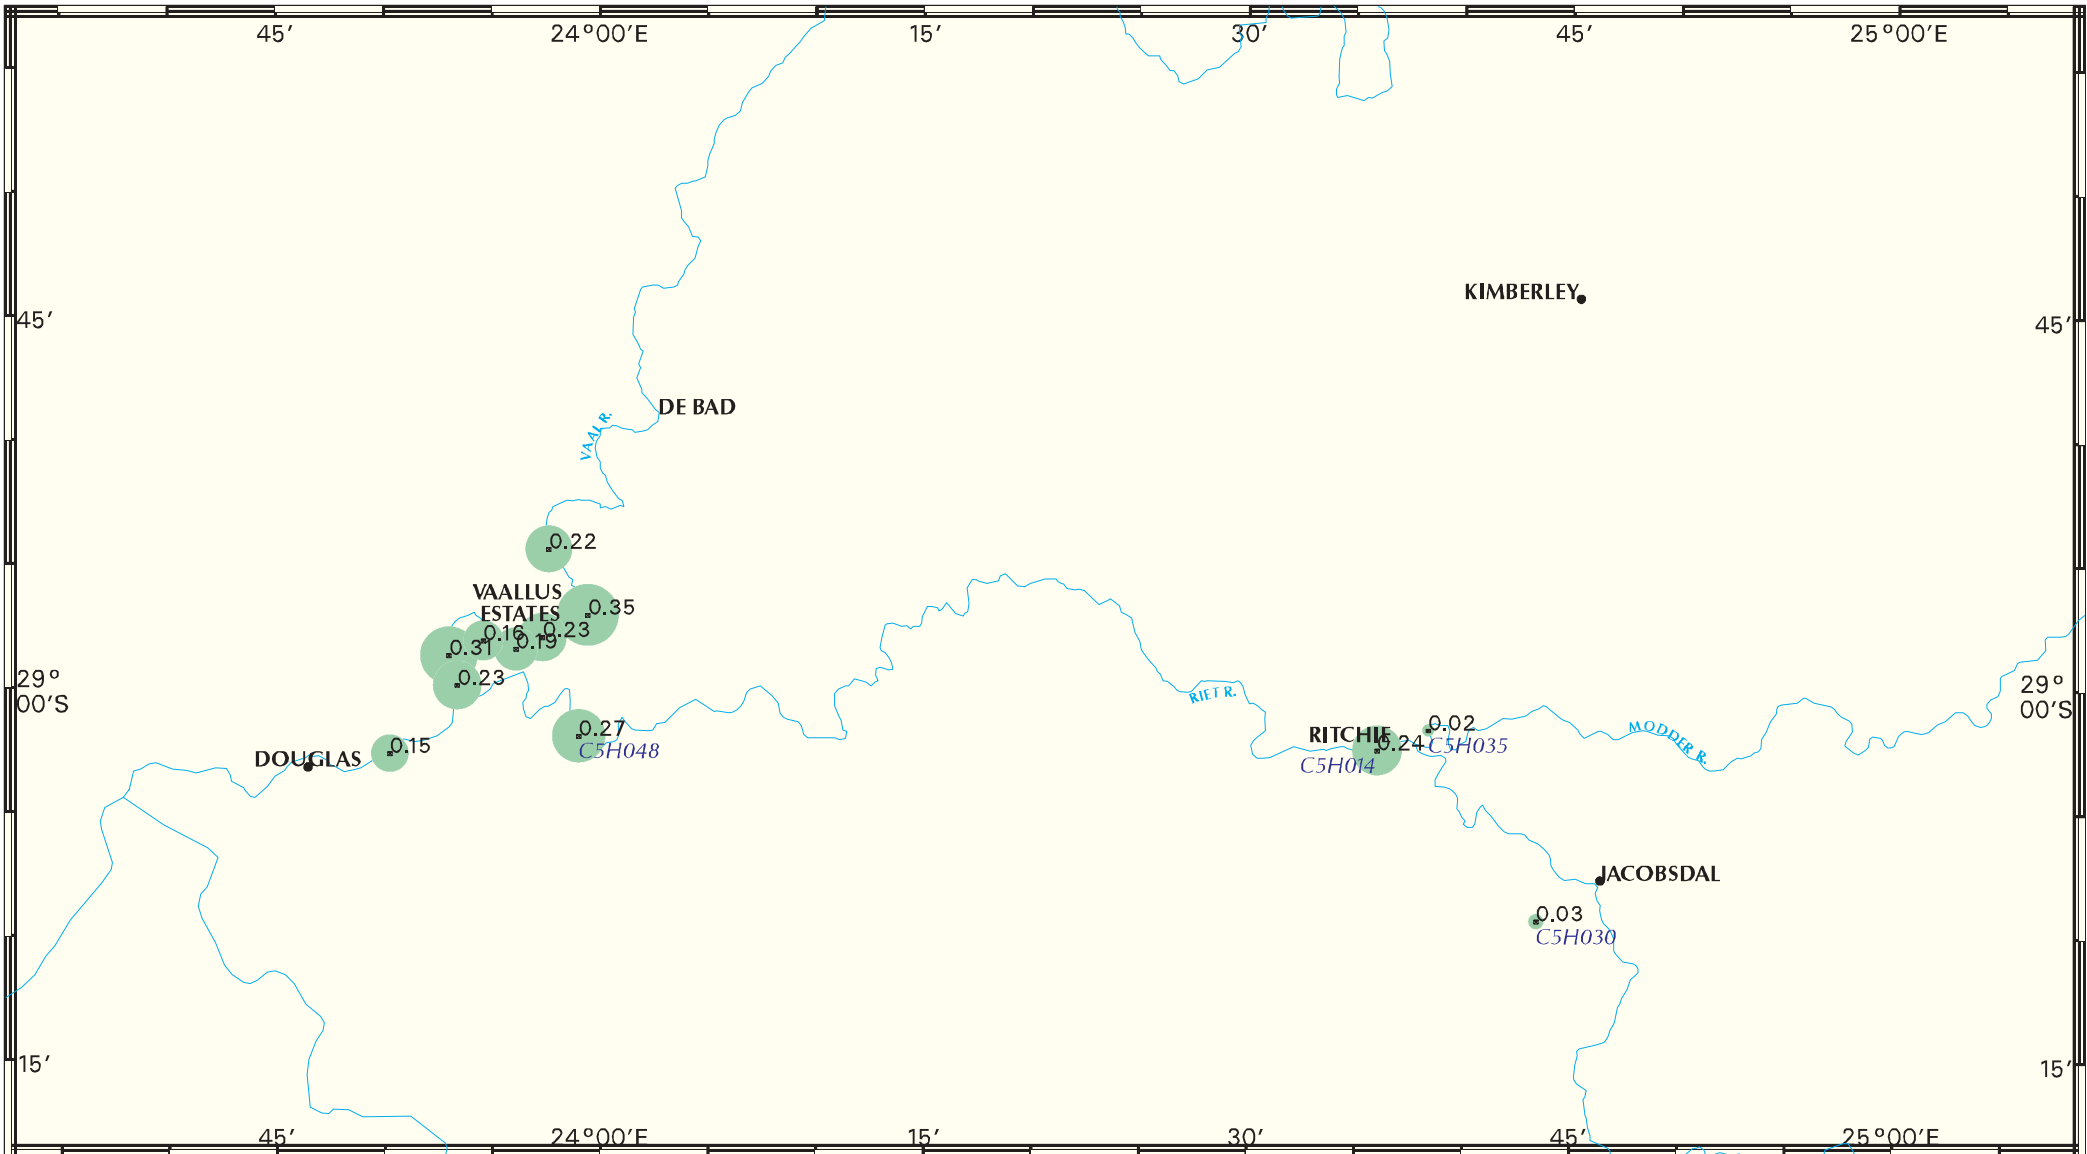 45′
24°00′E
15′
30′
45′
25°00′E
KIMBERLEY
45′
45′
DE BAD
VAAL R.
0.22
VAALLUS
ESTATES
0.35
0.23
0.16
0.19
0.31
0.23
29°
00′S
29°
00′S
RIET R.
MODDER R.
0.27
C5H048
0.15
DOUGLAS
RITCHIE
0.24
C5H014
0.02
C5H035
JACOBSDAL
0.03
C5H030
15′
15′
45′
24°00′E
15′
30′
45′
25°00′E